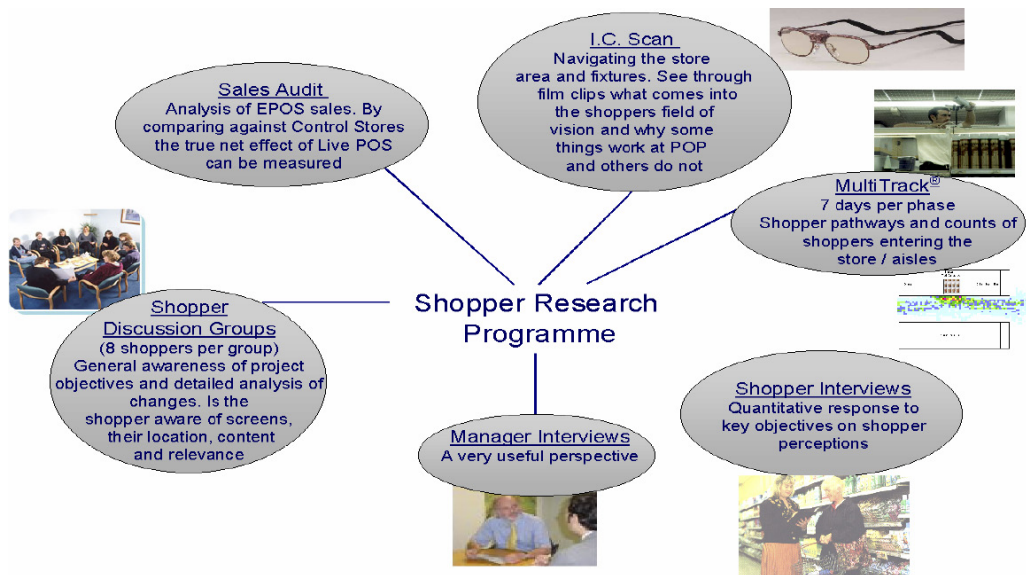 I.C. Scan
Navigating the store
area and fixtures. See through
film clips what comes into
the shoppers field of
vision and why some
things work at POP
and others do not
Sales Audit
Analysis of EPOS sales. By
comparing against Control Stores
the true net effect of Live POS
can be measured
MultiTrack®
7 days per phase
Shopper pathways and counts of
shoppers entering the
store / aisles
Shopper Research
Programme
Shopper
Discussion Groups
(8 shoppers per group)
General awareness of project
objectives and detailed analysis of
changes. Is the
shopper aware of screens,
their location, content
and relevance
Manager Interviews
A very useful perspective
Shopper Interviews
Quantitative response to
key objectives on shopper
perceptions